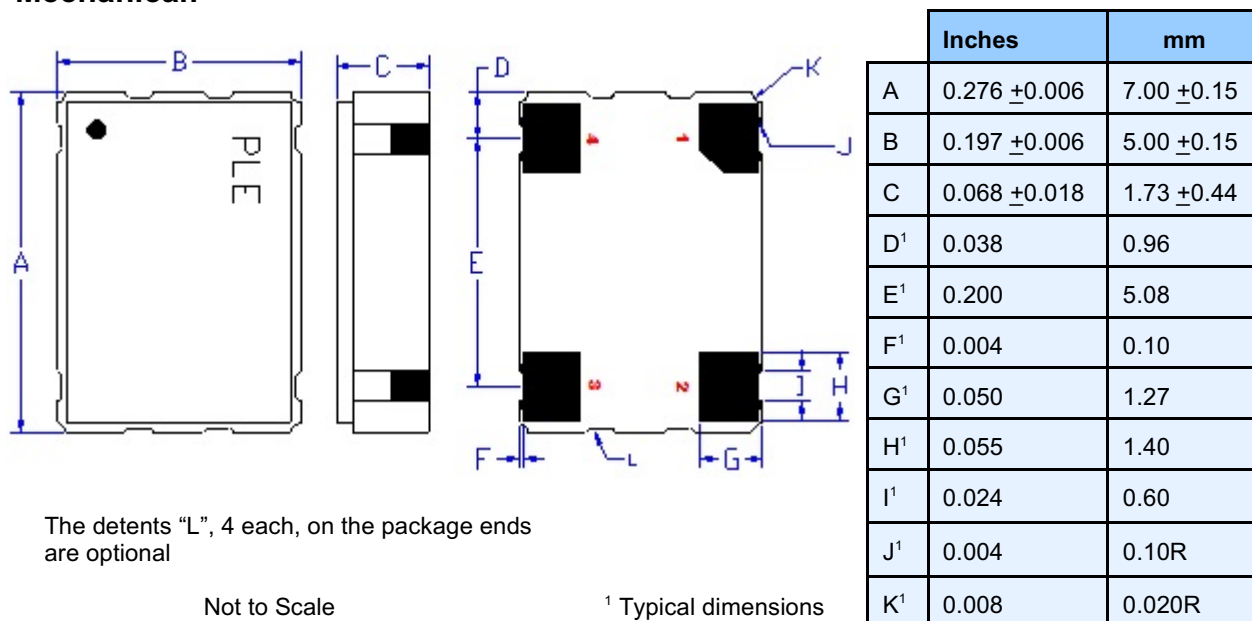 Mechanical:
B
C
D
K
PLE
4
1
J
A
E
3
2
I
H
F
L
G
The detents “L”, 4 each, on the package ends
are optional
Not to Scale
¹ Typical dimensions
Inches mm
A 0.276 ±0.006 7.00 ±0.15
B 0.197 ±0.006 5.00 ±0.15
C 0.068 ±0.018 1.73 ±0.44
D¹ 0.038 0.96
E¹ 0.200 5.08
F¹ 0.004 0.10
G¹ 0.050 1.27
H¹ 0.055 1.40
I¹ 0.024 0.60
J¹ 0.004 0.10R
K¹ 0.008 0.020R